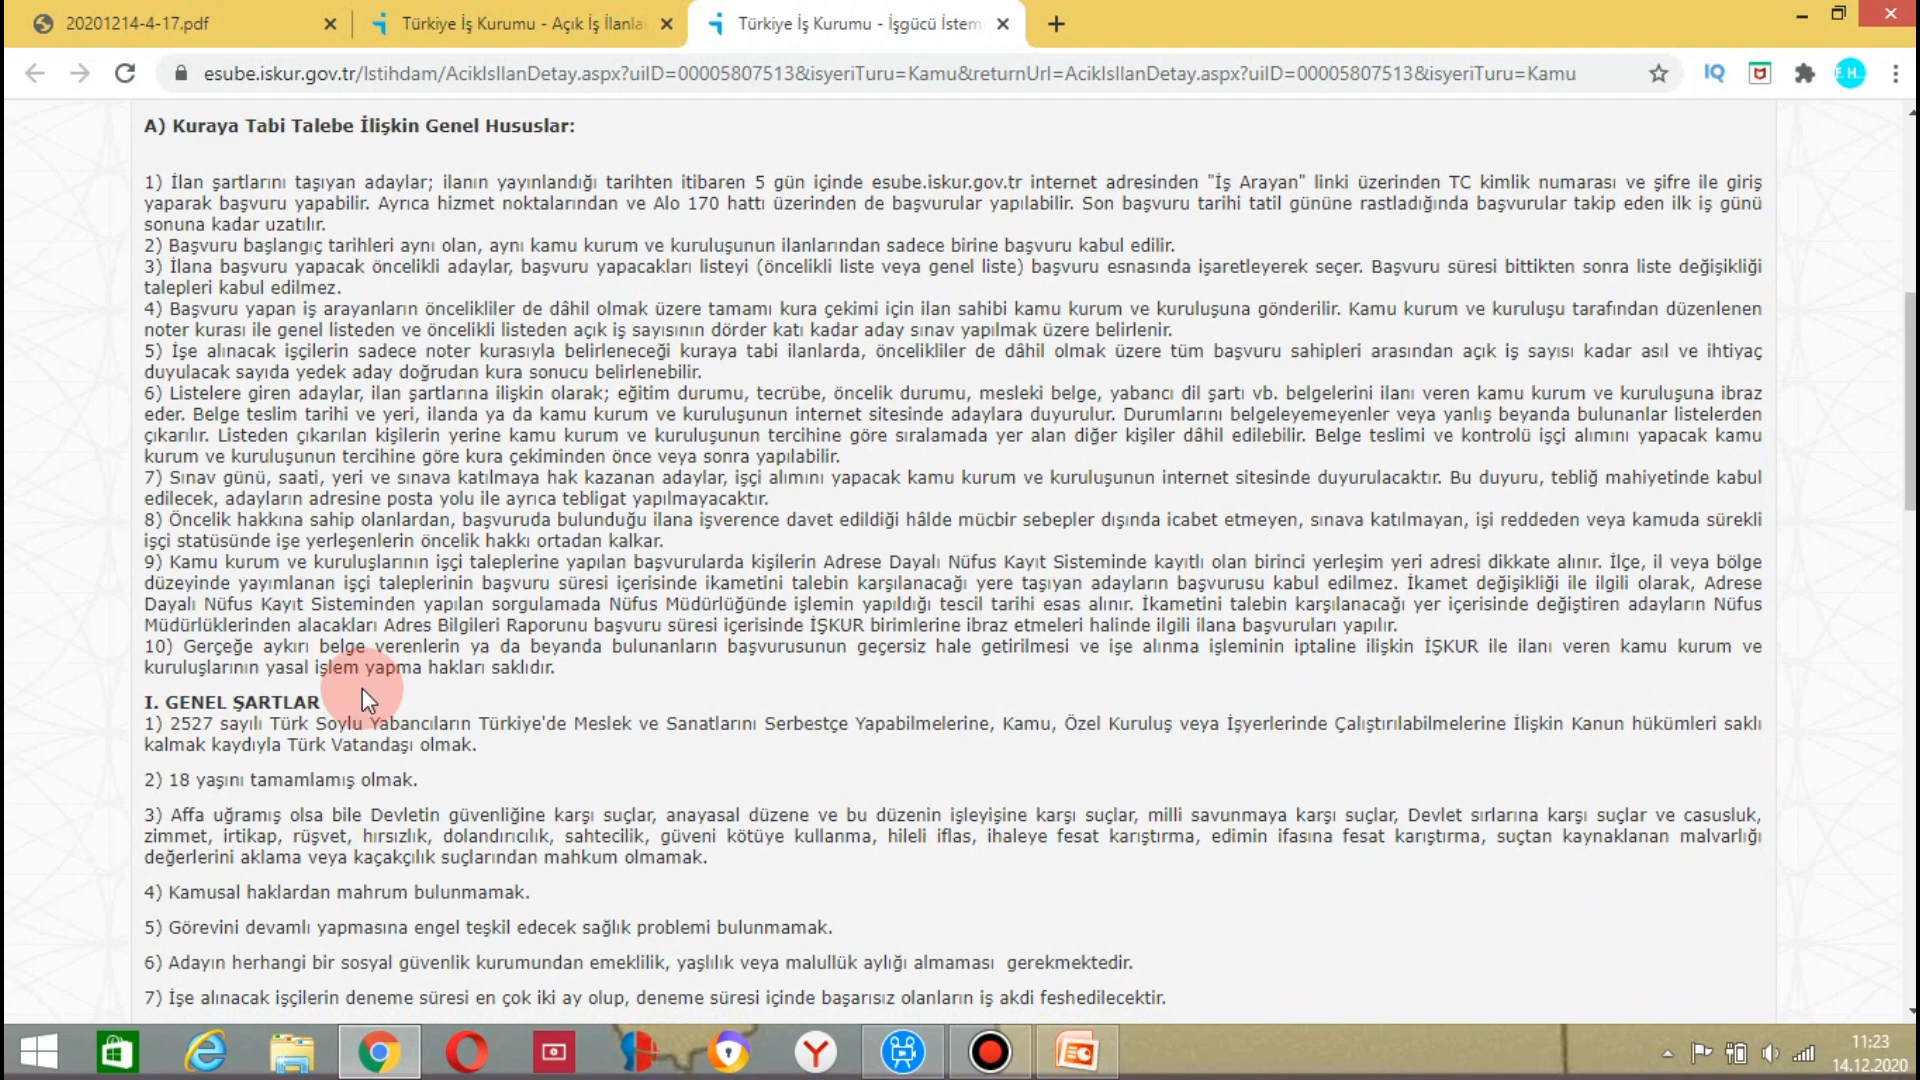 20201214-4-17.pdf
Türkiye İş Kurumu - Açık İş İlanla
Türkiye İş Kurumu - İşgücü İstem
esube.iskur.gov.tr/Istihdam/AcikIsIlanDetay.aspx?uiID=00005807513&isyeriTuru=Kamu&returnUrl=AcikIsIlanDetay.aspx?uiID=00005807513&isyeriTuru=Kamu
IQ
E H...
A) Kuraya Tabi Talebe İlişkin Genel Hususlar:
1) İlan şartlarını taşıyan adaylar; ilanın yayınlandığı tarihten itibaren 5 gün içinde esube.iskur.gov.tr internet adresinden "İş Arayan" linki üzerinden TC kimlik numarası ve şifre ile giriş
yaparak başvuru yapabilir. Ayrıca hizmet noktalarından ve Alo 170 hattı üzerinden de başvurular yapılabilir. Son başvuru tarihi tatil gününe rastladığında başvurular takip eden ilk iş günü
sonuna kadar uzatılır.
2) Başvuru başlangıç tarihleri aynı olan, aynı kamu kurum ve kuruluşunun ilanlarından sadece birine başvuru kabul edilir.
3) İlana başvuru yapacak öncelikli adaylar, başvuru yapacakları listeyi (öncelikli liste veya genel liste) başvuru esnasında işaretleyerek seçer. Başvuru süresi bittikten sonra liste değişikliği
talepleri kabul edilmez.
4) Başvuru yapan iş arayanların öncelikliler de dâhil olmak üzere tamamı kura çekimi için ilan sahibi kamu kurum ve kuruluşuna gönderilir. Kamu kurum ve kuruluşu tarafından düzenlenen
noter kurası ile genel listeden ve öncelikli listeden açık iş sayısının dörder katı kadar aday sınav yapılmak üzere belirlenir.
5) İşe alınacak işçilerin sadece noter kurasıyla belirleneceği kuraya tabi ilanlarda, öncelikliler de dâhil olmak üzere tüm başvuru sahipleri arasından açık iş sayısı kadar asıl ve ihtiyaç
duyulacak sayıda yedek aday doğrudan kura sonucu belirlenebilir.
6) Listelere giren adaylar, ilan şartlarına ilişkin olarak; eğitim durumu, tecrübe, öncelik durumu, mesleki belge, yabancı dil şartı vb. belgelerini ilanı veren kamu kurum ve kuruluşuna ibraz
eder. Belge teslim tarihi ve yeri, ilanda ya da kamu kurum ve kuruluşunun internet sitesinde adaylara duyurulur. Durumlarını belgeleyemeyenler veya yanlış beyanda bulunanlar listelerden
çıkarılır. Listeden çıkarılan kişilerin yerine kamu kurum ve kuruluşunun tercihine göre sıralamada yer alan diğer kişiler dâhil edilebilir. Belge teslimi ve kontrolü işçi alımını yapacak kamu
kurum ve kuruluşunun tercihine göre kura çekiminden önce veya sonra yapılabilir.
7) Sınav günü, saati, yeri ve sınava katılmaya hak kazanan adaylar, işçi alımını yapacak kamu kurum ve kuruluşunun internet sitesinde duyurulacaktır. Bu duyuru, tebliğ mahiyetinde kabul
edilecek, adayların adresine posta yolu ile ayrıca tebligat yapılmayacaktır.
8) Öncelik hakkına sahip olanlardan, başvuruda bulunduğu ilana işverence davet edildiği hâlde mücbir sebepler dışında icabet etmeyen, sınava katılmayan, işi reddeden veya kamuda sürekli
işçi statüsünde işe yerleşenlerin öncelik hakkı ortadan kalkar.
9) Kamu kurum ve kuruluşlarının işçi taleplerine yapılan başvurularda kişilerin Adrese Dayalı Nüfus Kayıt Sisteminde kayıtlı olan birinci yerleşim yeri adresi dikkate alınır. İlçe, il veya bölge
düzeyinde yayımlanan işçi taleplerinin başvuru süresi içerisinde ikametini talebin karşılanacağı yere taşıyan adayların başvurusu kabul edilmez. İkamet değişikliği ile ilgili olarak, Adrese
Dayalı Nüfus Kayıt Sisteminden yapılan sorgulamada Nüfus Müdürlüğünde işlemin yapıldığı tescil tarihi esas alınır. İkametini talebin karşılanacağı yer içerisinde değiştiren adayların Nüfus
Müdürlüklerinden alacakları Adres Bilgileri Raporunu başvuru süresi içerisinde İŞKUR birimlerine ibraz etmeleri halinde ilgili ilana başvuruları yapılır.
10) Gerçeğe aykırı belge verenlerin ya da beyanda bulunanların başvurusunun geçersiz hale getirilmesi ve işe alınma işleminin iptaline ilişkin İŞKUR ile ilanı veren kamu kurum ve
kuruluşlarının yasal işlem yapma hakları saklıdır.
I. GENEL ŞARTLAR
1) 2527 sayılı Türk Soylu Yabancıların Türkiye'de Meslek ve Sanatlarını Serbestçe Yapabilmelerine, Kamu, Özel Kuruluş veya İşyerlerinde Çalıştırılabilmelerine İlişkin Kanun hükümleri saklı
kalmak kaydıyla Türk Vatandaşı olmak.
2) 18 yaşını tamamlamış olmak.
3) Affa uğramış olsa bile Devletin güvenliğine karşı suçlar, anayasal düzene ve bu düzenin işleyişine karşı suçlar, milli savunmaya karşı suçlar, Devlet sırlarına karşı suçlar ve casusluk,
zimmet, irtikap, rüşvet, hırsızlık, dolandırıcılık, sahtecilik, güveni kötüye kullanma, hileli iflas, ihaleye fesat karıştırma, edimin ifasına fesat karıştırma, suçtan kaynaklanan malvarlığı
değerlerini aklama veya kaçakçılık suçlarından mahkum olmamak.
4) Kamusal haklardan mahrum bulunmamak.
5) Görevini devamlı yapmasına engel teşkil edecek sağlık problemi bulunmamak.
6) Adayın herhangi bir sosyal güvenlik kurumundan emeklilik, yaşlılık veya malullük aylığı almaması gerekmektedir.
7) İşe alınacak işçilerin deneme süresi en çok iki ay olup, deneme süresi içinde başarısız olanların iş akdi feshedilecektir.
11:23
14.12.2020